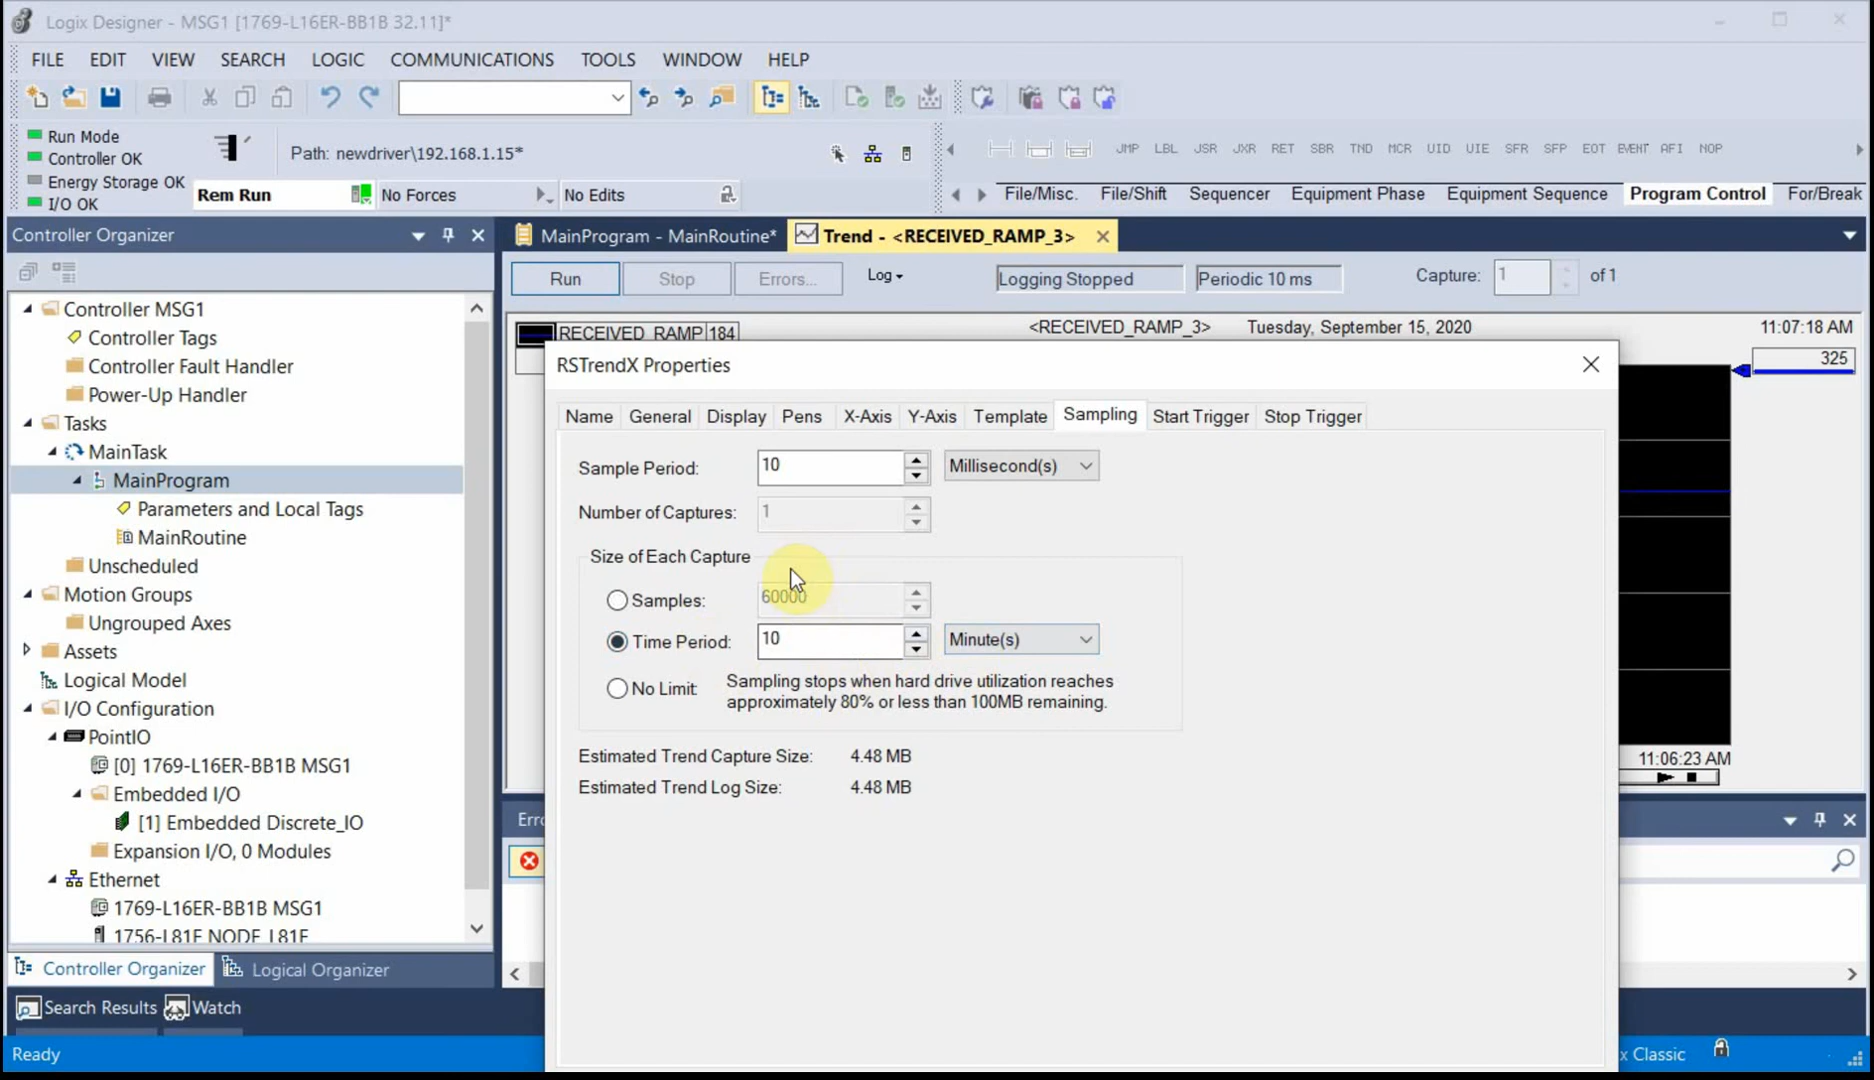 Logix Designer - MSG1 [1769-L16ER-BB1B 32.11]*
FILE EDIT VIEW SEARCH LOGIC COMMUNICATIONS TOOLS WINDOW HELP
Run Mode
Controller OK
Energy Storage OK
I/O OK
Path: newdriver\192.168.1.15*
Rem Run No Forces No Edits
JMP LBL JSR JXR RET SBR TND MCR UID UIE SFR SFP EOT EVENT AFI NOP
File/Misc. File/Shift Sequencer Equipment Phase Equipment Sequence Program Control For/Break
Controller Organizer
MainProgram - MainRoutine* Trend - <RECEIVED_RAMP_3>
Run Stop Errors... Log Logging Stopped Periodic 10 ms Capture: 1 of 1
Controller MSG1
Controller Tags
Controller Fault Handler
Power-Up Handler
Tasks
MainTask
MainProgram
Parameters and Local Tags
MainRoutine
Unscheduled
Motion Groups
Ungrouped Axes
Assets
Logical Model
I/O Configuration
PointIO
[0] 1769-L16ER-BB1B MSG1
Embedded I/O
[1] Embedded Discrete_IO
Expansion I/O, 0 Modules
Ethernet
1769-L16ER-BB1B MSG1
1756-L81E NODE_L81E
Controller Organizer Logical Organizer
Search Results Watch
Ready
RECEIVED_RAMP 184
<RECEIVED_RAMP_3> Tuesday, September 15, 2020 11:07:18 AM
325
RSTrendX Properties
Name General Display Pens X-Axis Y-Axis Template Sampling Start Trigger Stop Trigger
Sample Period: 10 Millisecond(s)
Number of Captures: 1
Size of Each Capture
Samples: 60000
Time Period: 10 Minute(s)
No Limit Sampling stops when hard drive utilization reaches
approximately 80% or less than 100MB remaining.
Estimated Trend Capture Size: 4.48 MB
Estimated Trend Log Size: 4.48 MB
11:06:23 AM
Erro
x Classic